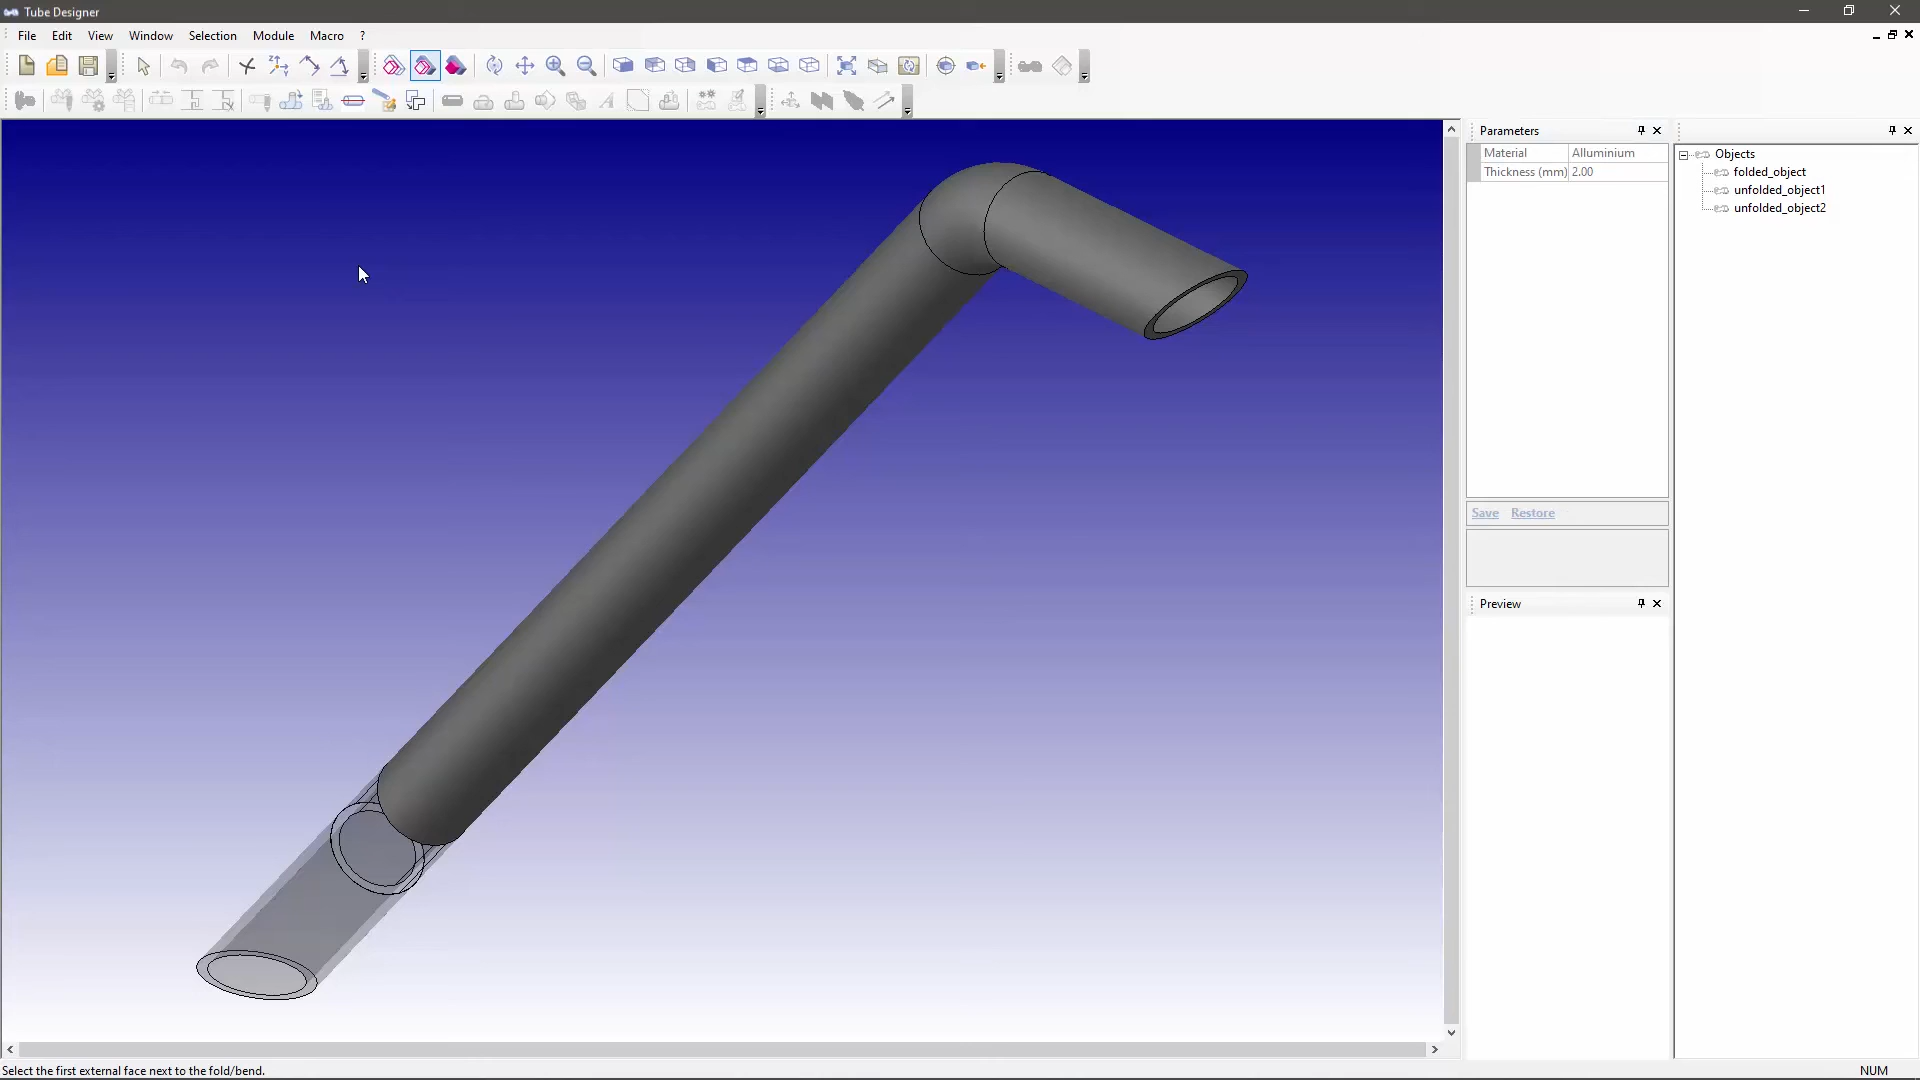 Tube Designer
File Edit View Window Selection Module Macro ?
Parameters
Material Alluminium
Thickness (mm) 2.00
Save Restore
Preview
Objects
folded_object
unfolded_object1
unfolded_object2
Select the first external face next to the fold/bend.
NUM